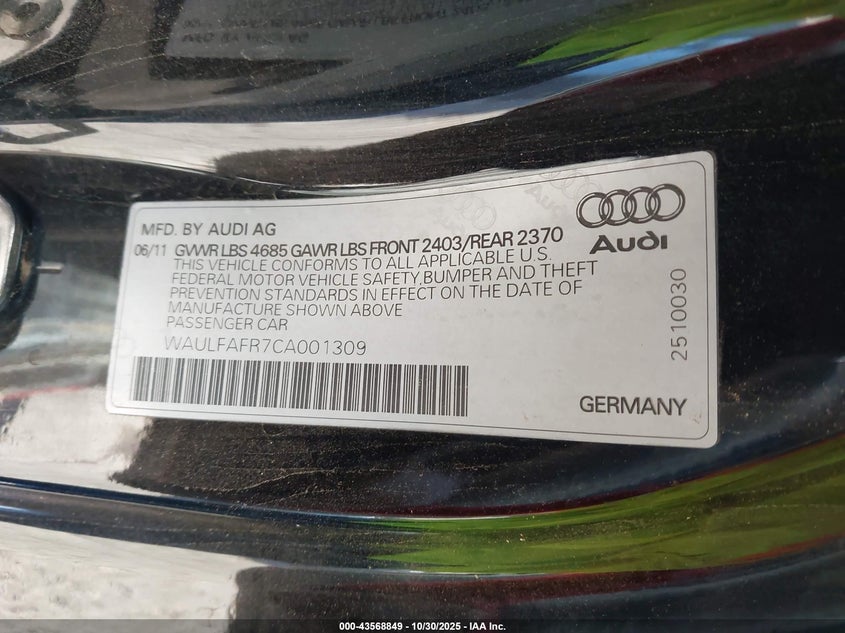 MFD. BY AUDI AG
06/11 GVWR LBS 4685 GAWR LBS FRONT 2403/REAR 2370
THIS VEHICLE CONFORMS TO ALL APPLICABLE U.S.
FEDERAL MOTOR VEHICLE SAFETY,BUMPER AND THEFT
PREVENTION STANDARDS IN EFFECT ON THE DATE OF
MANUFACTURE SHOWN ABOVE
PASSENGER CAR
WAULFAFR7CA001309
Audi
2510030
GERMANY
000-43568849 - 10/30/2025 - IAA Inc.